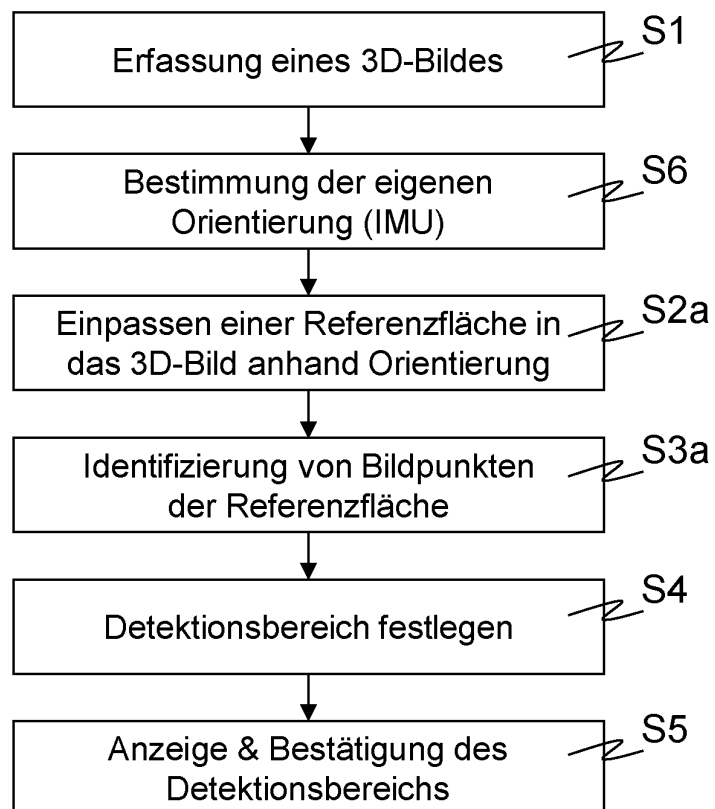 Erfassung eines 3D-Bildes
S1
Bestimmung der eigenen
Orientierung (IMU)
S6
Einpassen einer Referenzfläche in
das 3D-Bild anhand Orientierung
S2a
Identifizierung von Bildpunkten
der Referenzfläche
S3a
Detektionsbereich festlegen
S4
Anzeige & Bestätigung des
Detektionsbereichs
S5